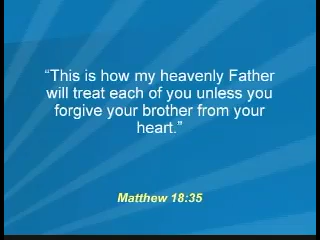 “This is how my heavenly Father
will treat each of you unless you
forgive your brother from your
heart.”
Matthew 18:35